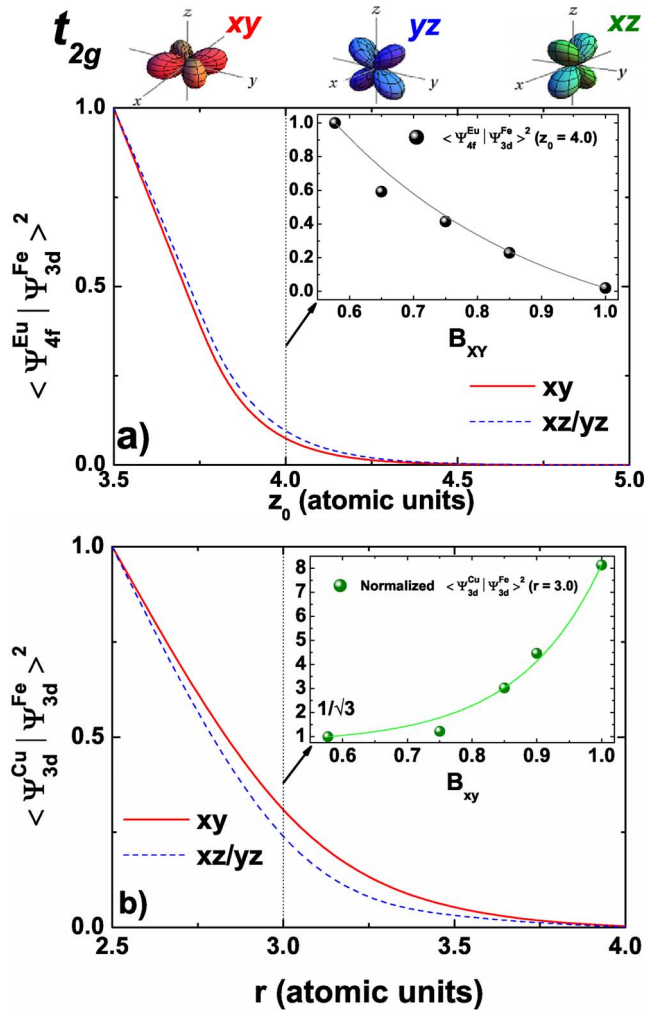 t2g
xy
yz
xz
z
x
y
z
x
y
z
x
y
< Ψ4f^Eu | Ψ3d^Fe >^2
1.0
0.5
0.0
3.5
4.0
4.5
5.0
z0 (atomic units)
a)
xy
xz/yz
1.0
0.8
0.6
0.4
0.2
0.0
< Ψ4f^Eu | Ψ3d^Fe >^2 (z0 = 4.0)
0.6
0.7
0.8
0.9
1.0
BXY
< Ψ3d^Cu | Ψ3d^Fe >^2
1.0
0.5
0.0
2.5
3.0
3.5
4.0
r (atomic units)
b)
xy
xz/yz
8
7
6
5
4
3
2
1
Normalized < Ψ3d^Cu | Ψ3d^Fe >^2 (r = 3.0)
1/√3
0.6
0.7
0.8
0.9
1.0
Bxy